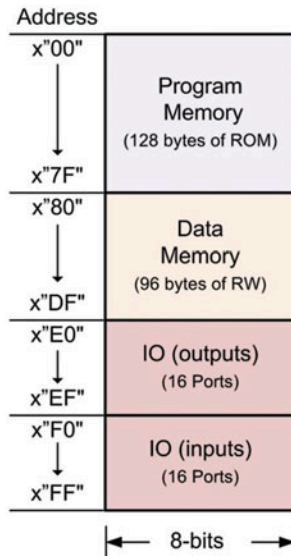 Address
x"00"
Program
Memory
(128 bytes of ROM)
x"7F"
x"80"
Data
Memory
(96 bytes of RW)
x"DF"
x"E0"
IO (outputs)
(16 Ports)
x"EF"
x"F0"
IO (inputs)
(16 Ports)
x"FF"
8-bits